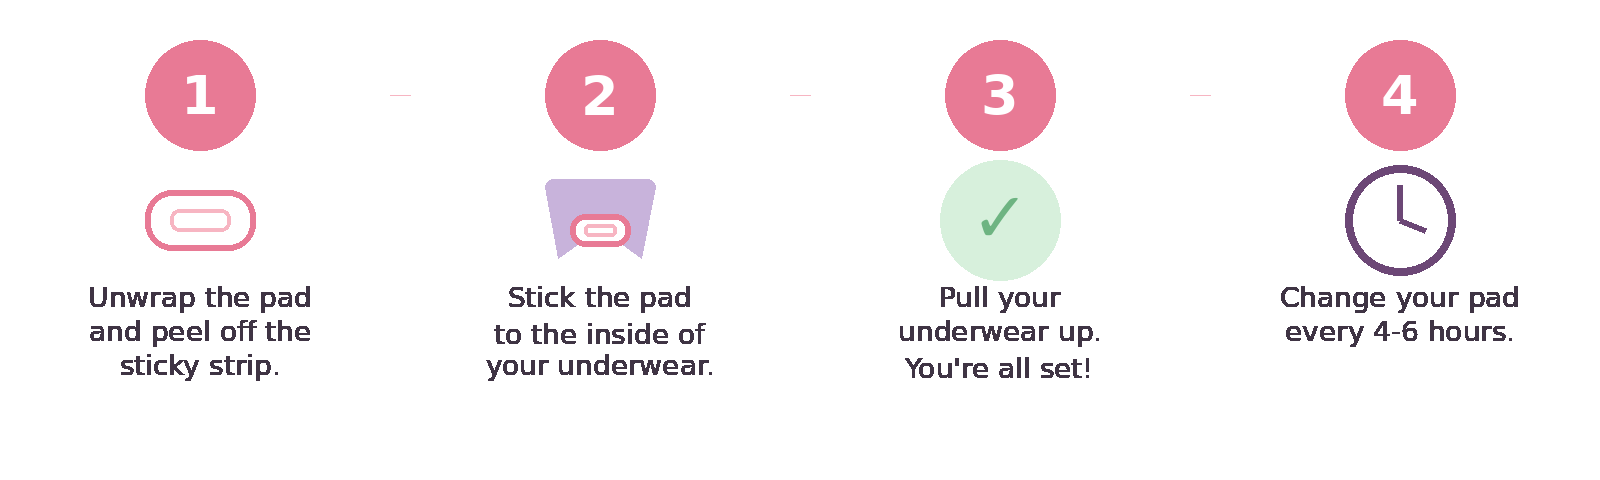 1
2
3
4
Unwrap the pad
and peel off the
sticky strip.
Stick the pad
to the inside of
your underwear.
Pull your
underwear up.
You're all set!
Change your pad
every 4-6 hours.